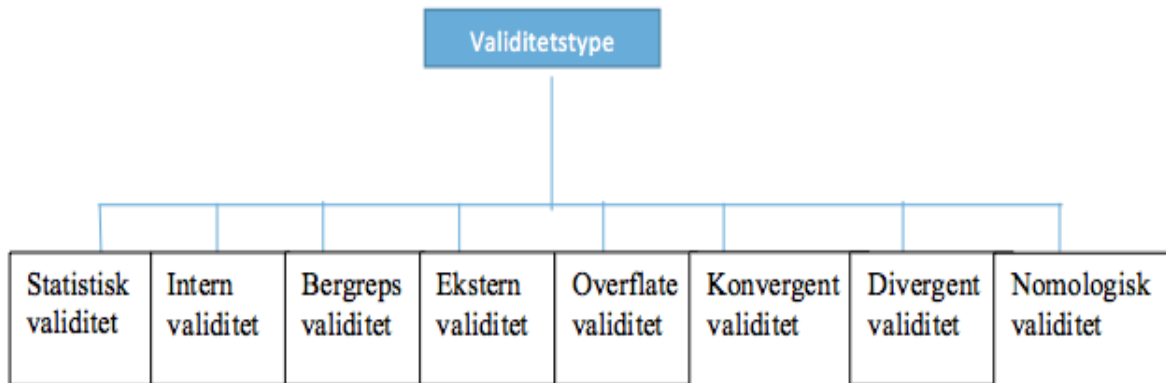 Validitetstype
Statistisk
validitet
Intern
validitet
Bergreps
validitet
Ekstern
validitet
Overflate
validitet
Konvergent
validitet
Divergent
validitet
Nomologisk
validitet